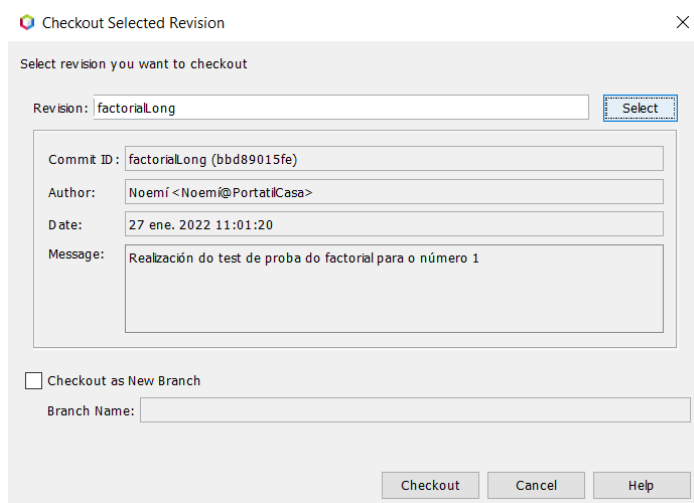 Checkout Selected Revision
Select revision you want to checkout
Revision: factorialLong Select
Commit ID: factorialLong (bbd89015fe)
Author: Noemí <Noemí@PortatilCasa>
Date: 27 ene. 2022 11:01:20
Message: Realización do test de proba do factorial para o número 1
Checkout as New Branch
Branch Name:
Checkout Cancel Help